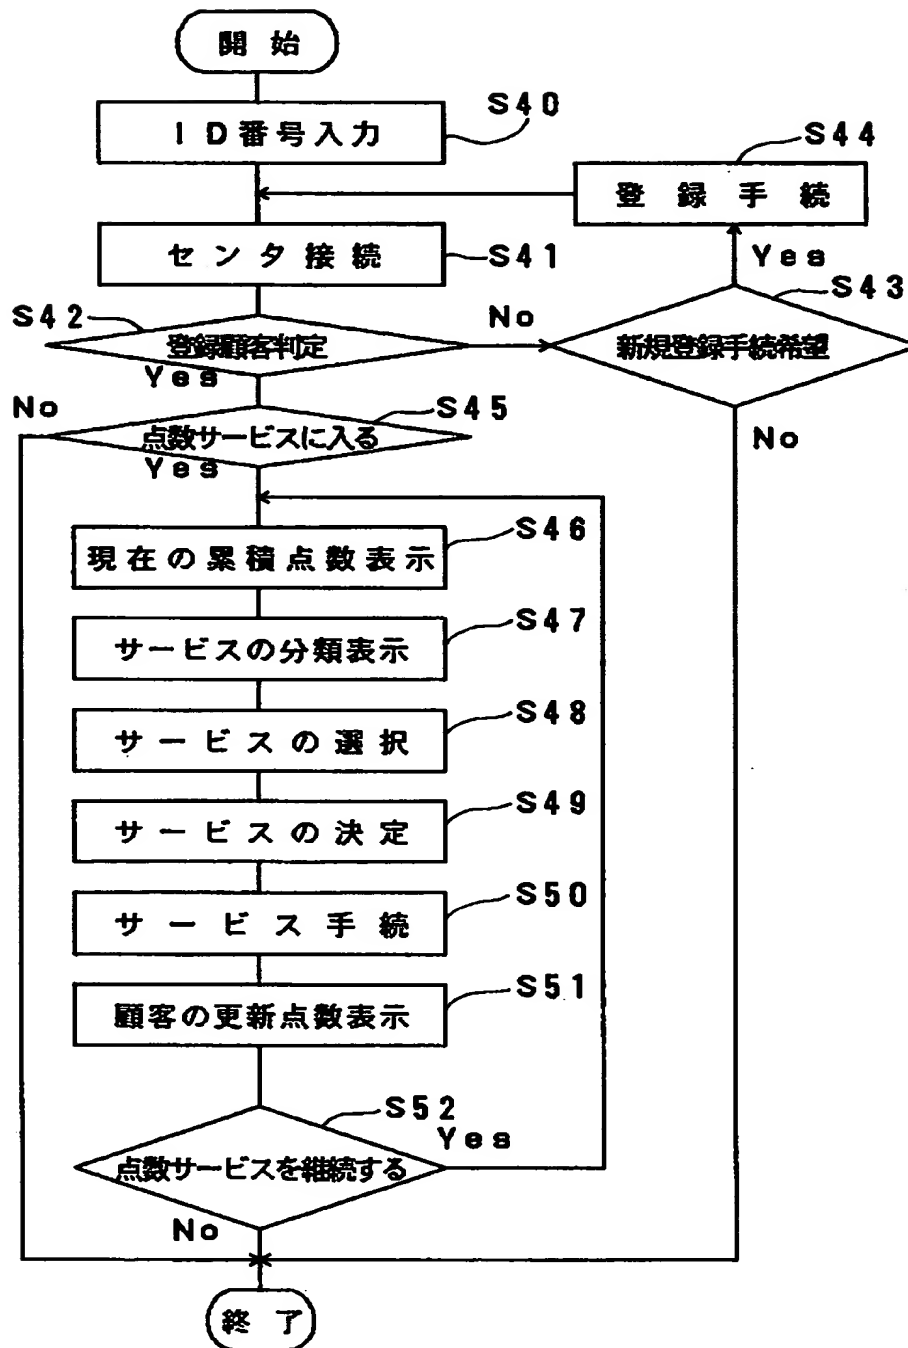 開始
ID番号入力
S40
登録手続
S44
センタ接続
S41
Yes
S42
登録顧客判定
No
新規登録手続希望
S43
Yes
No
点数サービスに入る
S45
No
Yes
現在の累積点数表示
S46
サービスの分類表示
S47
サービスの選択
S48
サービスの決定
S49
サービス手続
S50
顧客の更新点数表示
S51
点数サービスを継続する
S52
Yes
No
終了